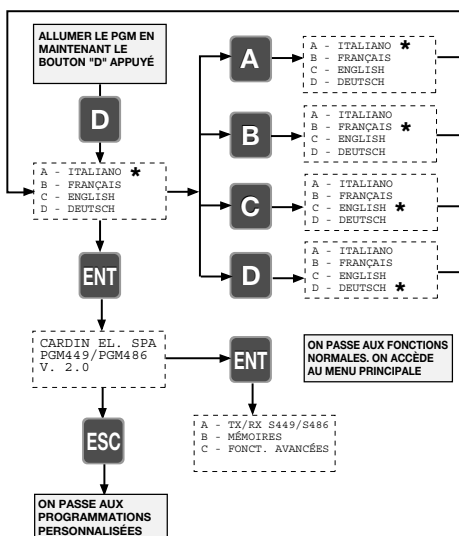 ALLUMER LE PGM EN
MAINTENANT LE
BOUTON "D" APPUYÉ
D
A - ITALIANO *
B - FRANÇAIS
C - ENGLISH
D - DEUTSCH
A
A - ITALIANO *
B - FRANÇAIS
C - ENGLISH
D - DEUTSCH
B
A - ITALIANO
B - FRANÇAIS *
C - ENGLISH
D - DEUTSCH
C
A - ITALIANO
B - FRANÇAIS
C - ENGLISH *
D - DEUTSCH
D
A - ITALIANO
B - FRANÇAIS
C - ENGLISH
D - DEUTSCH *
ENT
CARDIN EL. SPA
PGM449/PGM486
V. 2.0
ENT
ON PASSE AUX FONCTIONS
NORMALES. ON ACCÈDE
AU MENU PRINCIPALE
A - TX/RX S449/S486
B - MÉMOIRES
C - FONCT. AVANCÉES
ESC
ON PASSE AUX
PROGRAMMATIONS
PERSONNALISÉES